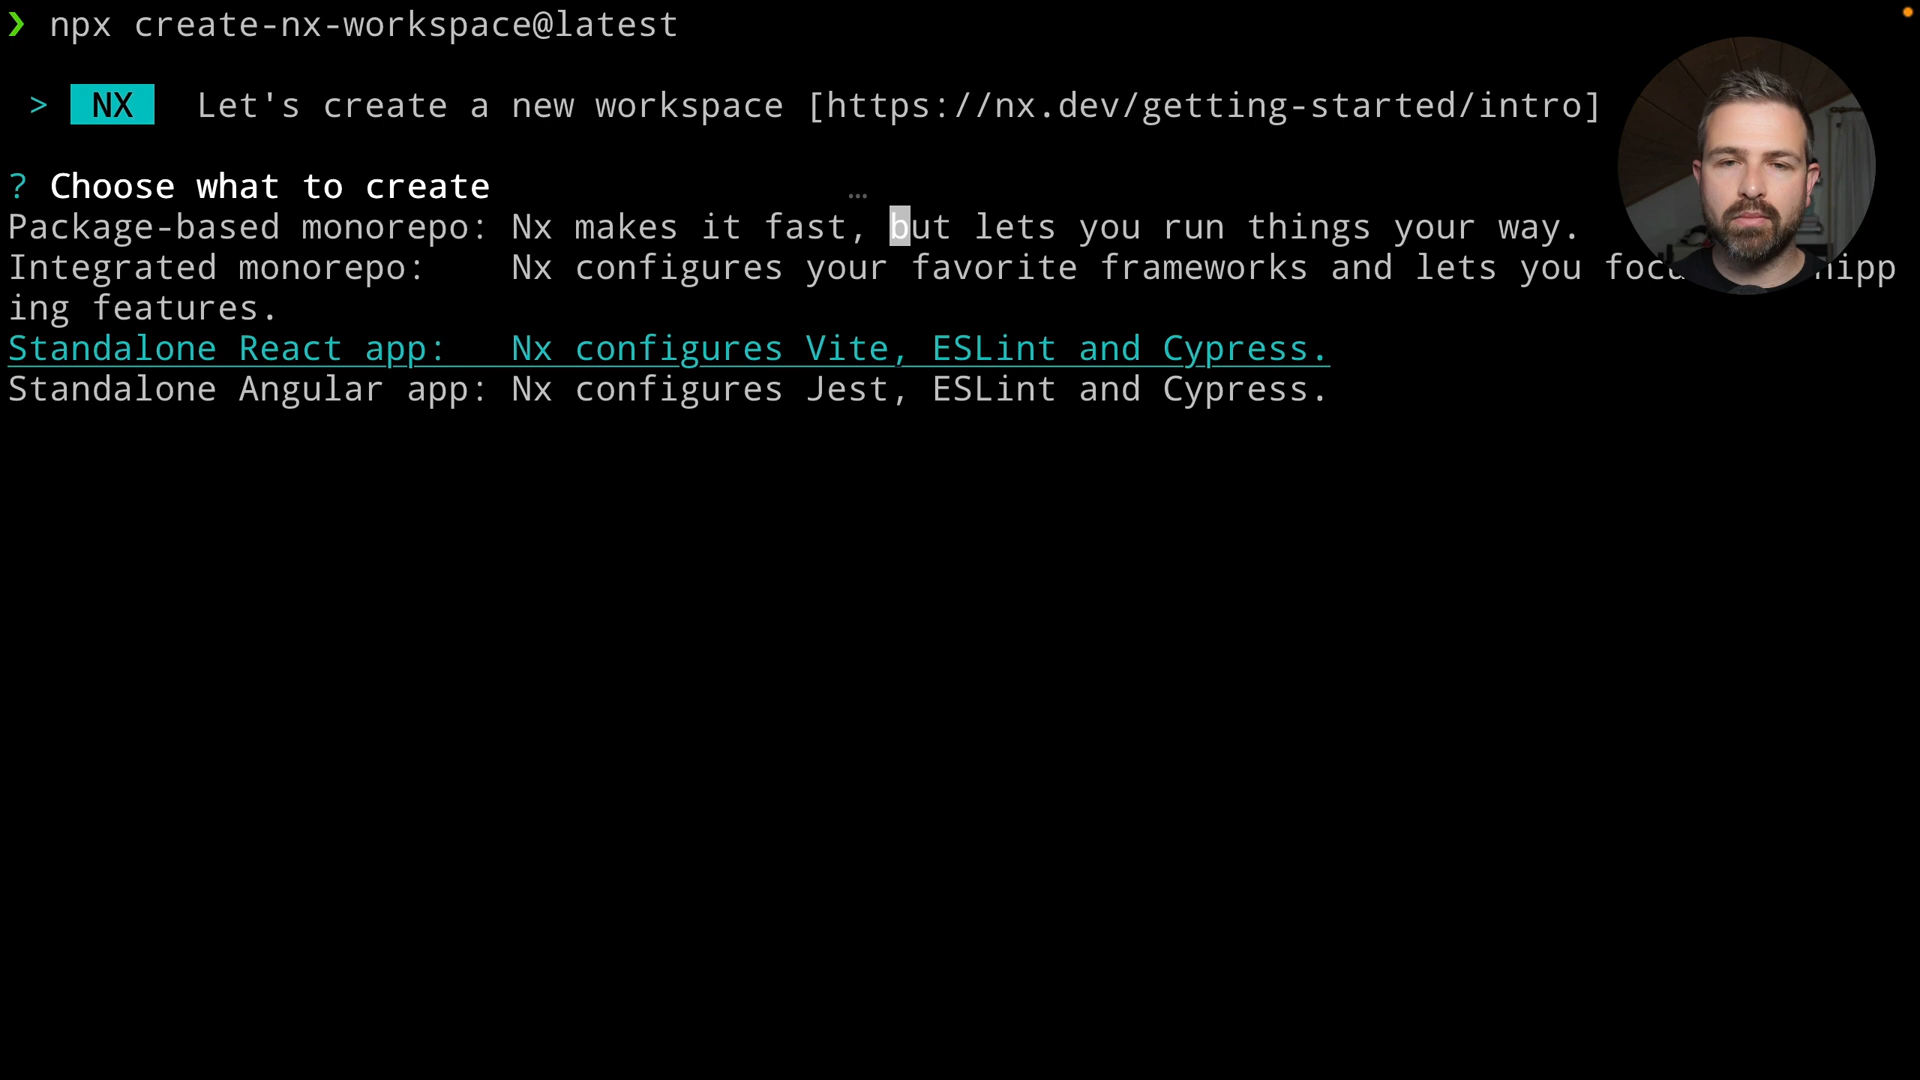 ❯ npx create-nx-workspace@latest
> NX Let's create a new workspace [https://nx.dev/getting-started/intro]
? Choose what to create …
Package-based monorepo: Nx makes it fast, but lets you run things your way.
Integrated monorepo: Nx configures your favorite frameworks and lets you
ing features.
Standalone React app: Nx configures Vite, ESLint and Cypress.
Standalone Angular app: Nx configures Jest, ESLint and Cypress.